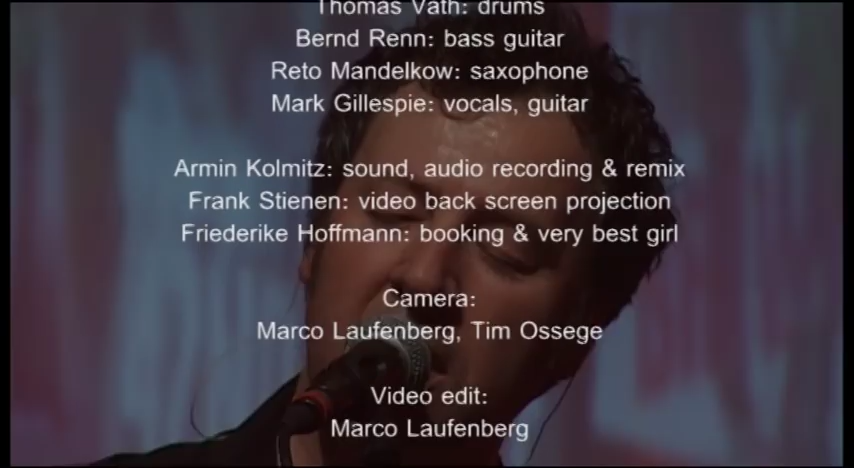 Thomas Vath: drums
Bernd Renn: bass guitar
Reto Mandelkow: saxophone
Mark Gillespie: vocals, guitar
Armin Kolmitz: sound, audio recording & remix
Frank Stienen: video back screen projection
Friederike Hoffmann: booking & very best girl
Camera:
Marco Laufenberg, Tim Ossege
Video edit:
Marco Laufenberg